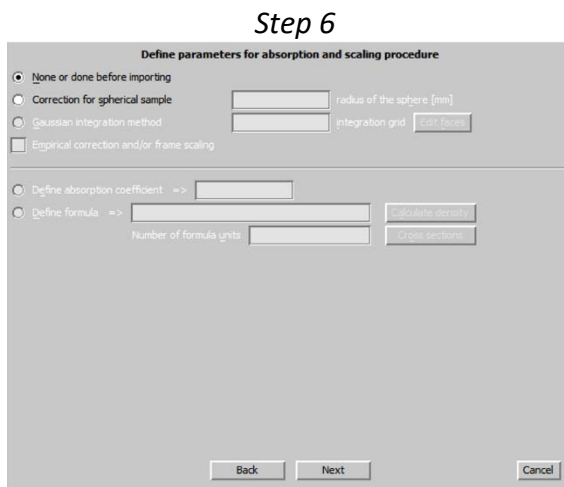 Step 6
Define parameters for absorption and scaling procedure
None or done before importing
Correction for spherical sample radius of the sphere [mm]
Gaussian integration method integration grid Edit faces
Empirical correction and/or frame scaling
Define absorption coefficient =>
Define formula => Calculate density
Number of formula units Cross sections
Back Next Cancel